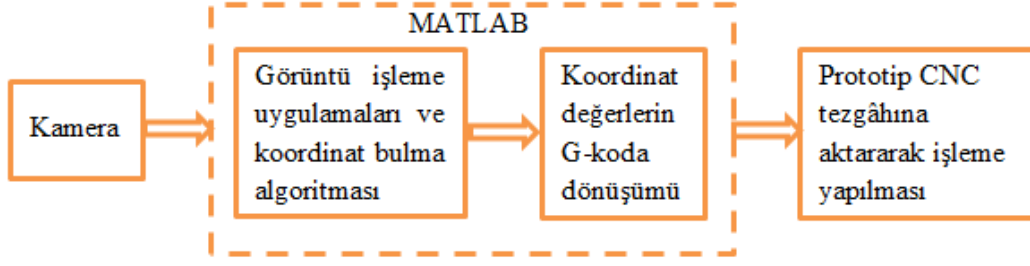 MATLAB
Kamera
Görüntü işleme
uygulamaları ve
koordinat bulma
algoritması
Koordinat
değerlerin
G-koda
dönüşümü
Prototip CNC
tezgâhına
aktararak işleme
yapılması